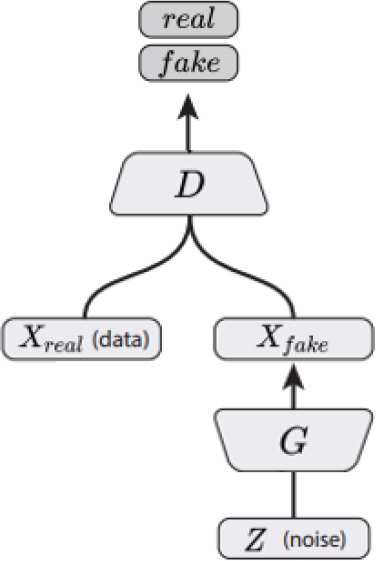 real
fake
D
X_real (data)
X_fake
G
Z (noise)